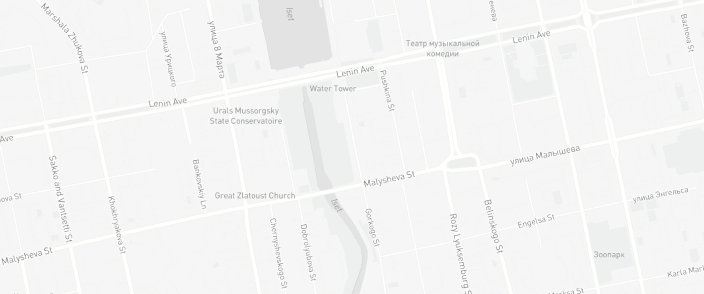 Marshala Zhukova St
улица Урицкого
улица 8 Марта
Iset
Театр музыкальной
комедии
Lenin Ave
Bazhova St
Lenin Ave
Water Tower
Pushkina St
Lenin Ave
Urals Mussorgsky
State Conservatoire
Ave
Sakko and Vantsetti St
Bankovskiy Ln
Malysheva St
улица Малышева
Great Zlatoust Church
Iset
Khokhryakova St
Chernyshevskogo St
Dobrolyubova St
Gorkogo St
Rozy Lyuksemburg S
Belinskogo St
Engelsa St
улица Энгельса
Malysheva St
Зоопарк
Karla Mar